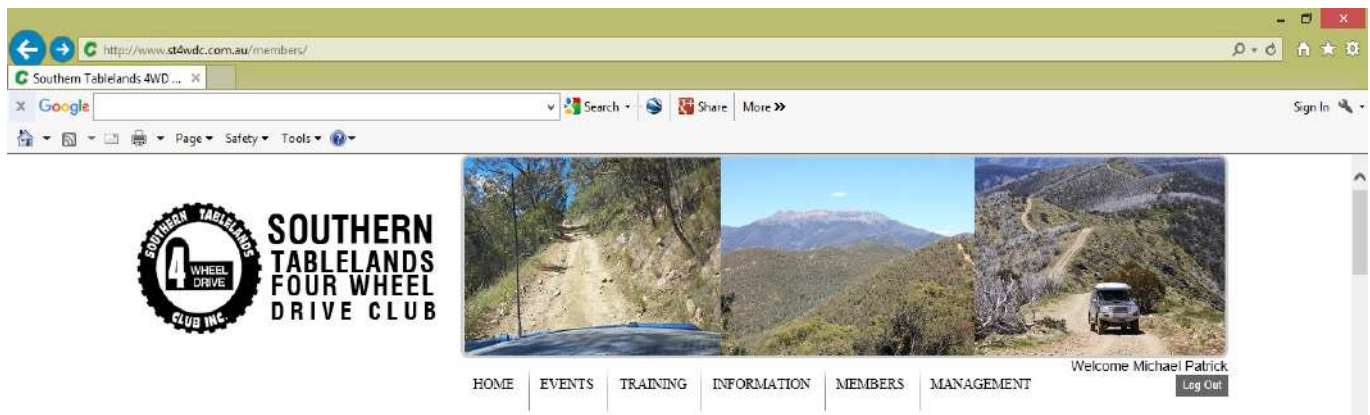 http://www.st4wdc.com.au/members/
Southern Tablelands 4WD ...
x Google Search Share More »
Sign In
Page Safety Tools
SOUTHERN TABLELANDS
4 WHEEL
DRIVE
CLUB INC.
SOUTHERN
TABLELANDS
FOUR WHEEL
DRIVE CLUB
Welcome Michael Patrick
HOME EVENTS TRAINING INFORMATION MEMBERS MANAGEMENT
Log Out